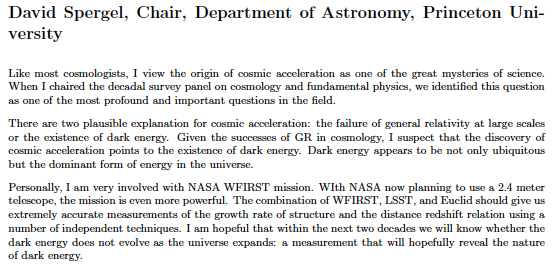 David Spergel, Chair, Department of Astronomy, Princeton Uni-
versity
Like most cosmologists, I view the origin of cosmic acceleration as one of the great mysteries of science.
When I chaired the decadal survey panel on cosmology and fundamental physics, we identified this question
as one of the most profound and important questions in the field.
There are two plausible explanation for cosmic acceleration: the failure of general relativity at large scales
or the existence of dark energy. Given the successes of GR in cosmology, I suspect that the discovery of
cosmic acceleration points to the existence of dark energy. Dark energy appears to be not only ubiquitous
but the dominant form of energy in the universe.
Personally, I am very involved with NASA WFIRST mission. WIth NASA now planning to use a 2.4 meter
telescope, the mission is even more powerful. The combination of WFIRST, LSST, and Euclid should give us
extremely accurate measurements of the growth rate of structure and the distance redshift relation using a
number of independent techniques. I am hopeful that within the next two decades we will know whether the
dark energy does not evolve as the universe expands: a measurement that will hopefully reveal the nature
of dark energy.